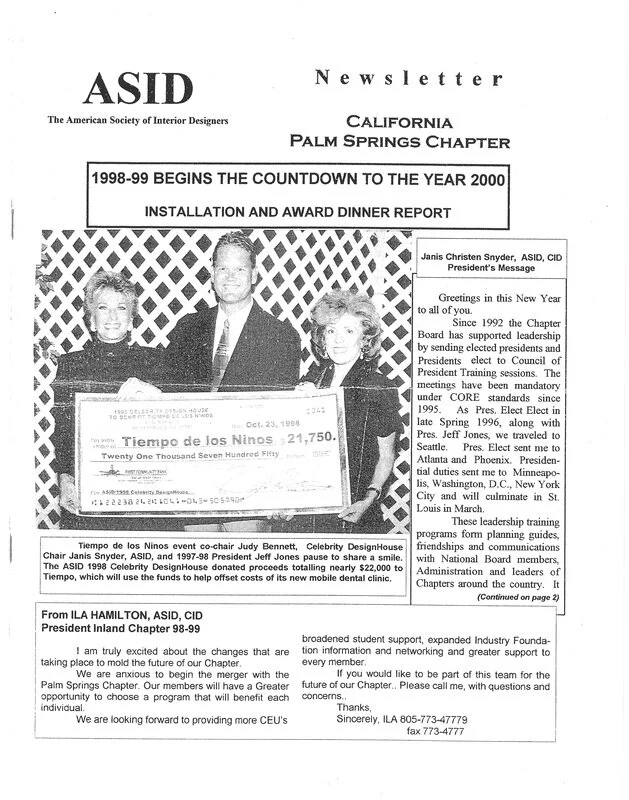 ASID
The American Society of Interior Designers
Newsletter
CALIFORNIA
PALM SPRINGS CHAPTER
1998-99 BEGINS THE COUNTDOWN TO THE YEAR 2000
INSTALLATION AND AWARD DINNER REPORT
1998 CELEBRITY DESIGN HOUSE
TO BENEFIT TIEMPO DE LOS NINOS
1041
Oct. 23, 1998
Tiempo de los Ninos $21,750.
Twenty One Thousand Seven Hundred Fifty
For ASID 1998 Celebrity DesignHouse
Tiempo de los Ninos event co-chair Judy Bennett, Celebrity DesignHouse
Chair Janis Snyder, ASID, and 1997-98 President Jeff Jones pause to share a smile.
The ASID 1998 Celebrity DesignHouse donated proceeds totalling nearly $22,000 to
Tiempo, which will use the funds to help offset costs of its new mobile dental clinic.
Janis Christen Snyder, ASID, CID
President's Message
Greetings in this New Year
to all of you.
Since 1992 the Chapter
Board has supported leadership
by sending elected presidents and
Presidents elect to Council of
President Training sessions. The
meetings have been mandatory
under CORE standards since
1995. As Pres. Elect Elect in
late Spring 1996, along with
Pres. Jeff Jones, we traveled to
Seattle. Pres. Elect sent me to
Atlanta and Phoenix. Presiden-
tial duties sent me to Minneapo-
lis, Washington, D.C., New York
City and will culminate in St.
Louis in March.
These leadership training
programs form planning guides,
friendships and communications
with National Board members,
Administration and leaders of
Chapters around the country. It
(Continued on page 2)
From ILA HAMILTON, ASID, CID
President Inland Chapter 98-99
I am truly excited about the changes that are
taking place to mold the future of our Chapter.
We are anxious to begin the merger with the
Palm Springs Chapter. Our members will have a Greater
opportunity to choose a program that will benefit each
individual.
We are looking forward to providing more CEU's
broadened student support, expanded Industry Founda-
tion information and networking and greater support to
every member.
If you would like to be part of this team for the
future of our Chapter.. Please call me, with questions and
concerns..
Thanks,
Sincerely, ILA 805-773-47779
fax 773-4777